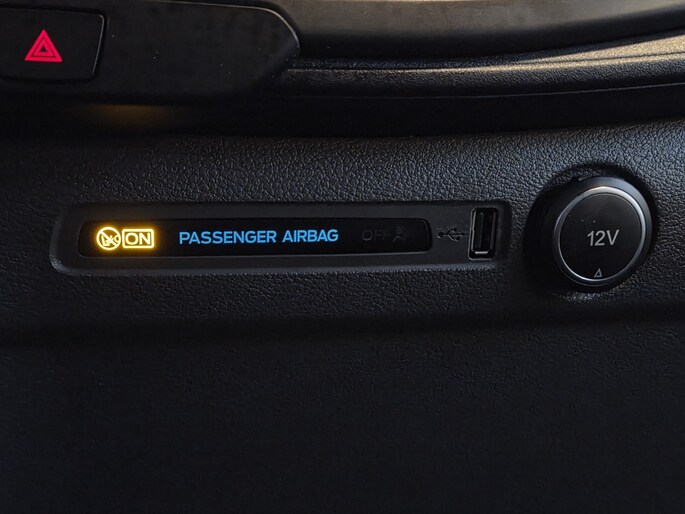 ON PASSENGER AIRBAG OFF
12V